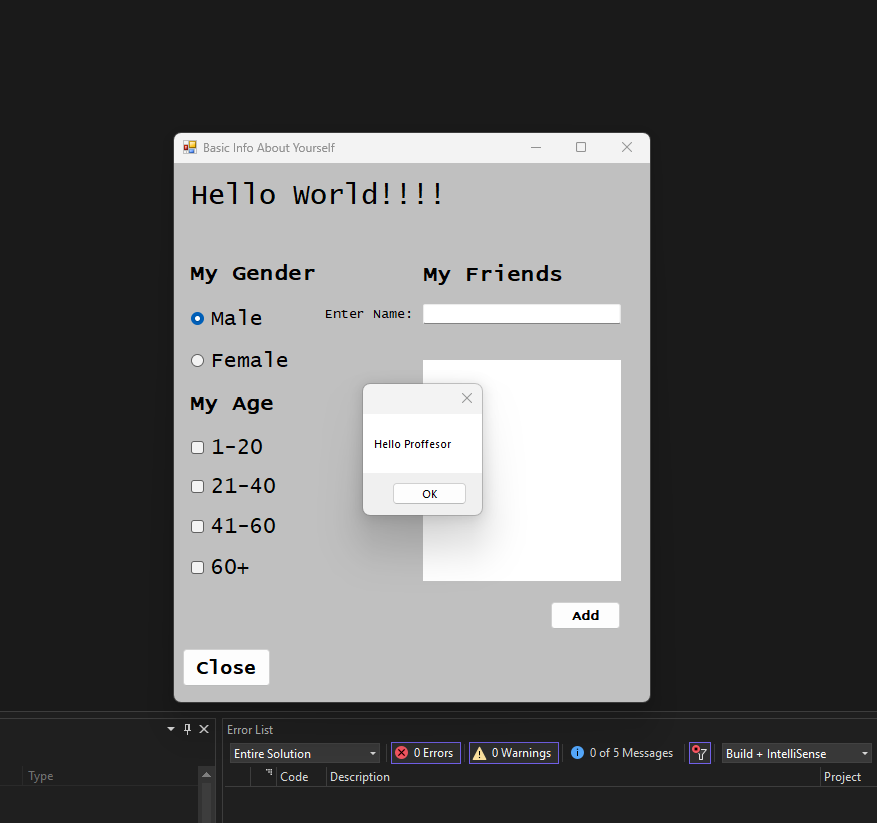 Basic Info About Yourself
Hello World!!!!
My Gender
My Friends
Male
Enter Name:
Female
My Age
1-20
Hello Proffesor
21-40
OK
41-60
60+
Add
Close
Error List
Entire Solution
0 Errors
0 Warnings
0 of 5 Messages
Build + IntelliSense
Type
Code
Description
Project